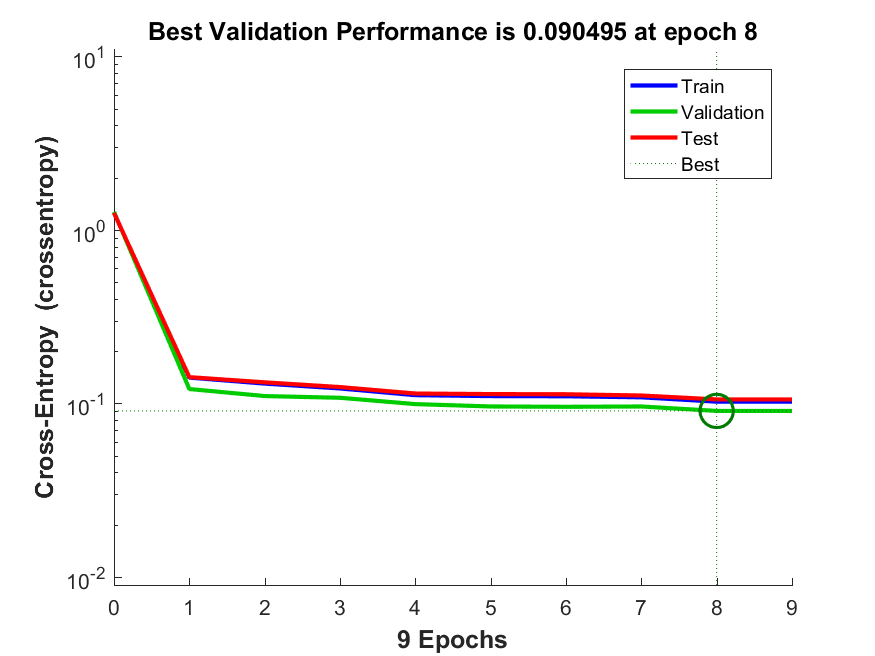 Best Validation Performance is 0.090495 at epoch 8
Cross-Entropy (crossentropy)
10^1
10^0
10^-1
10^-2
Train
Validation
Test
Best
0 1 2 3 4 5 6 7 8 9
9 Epochs